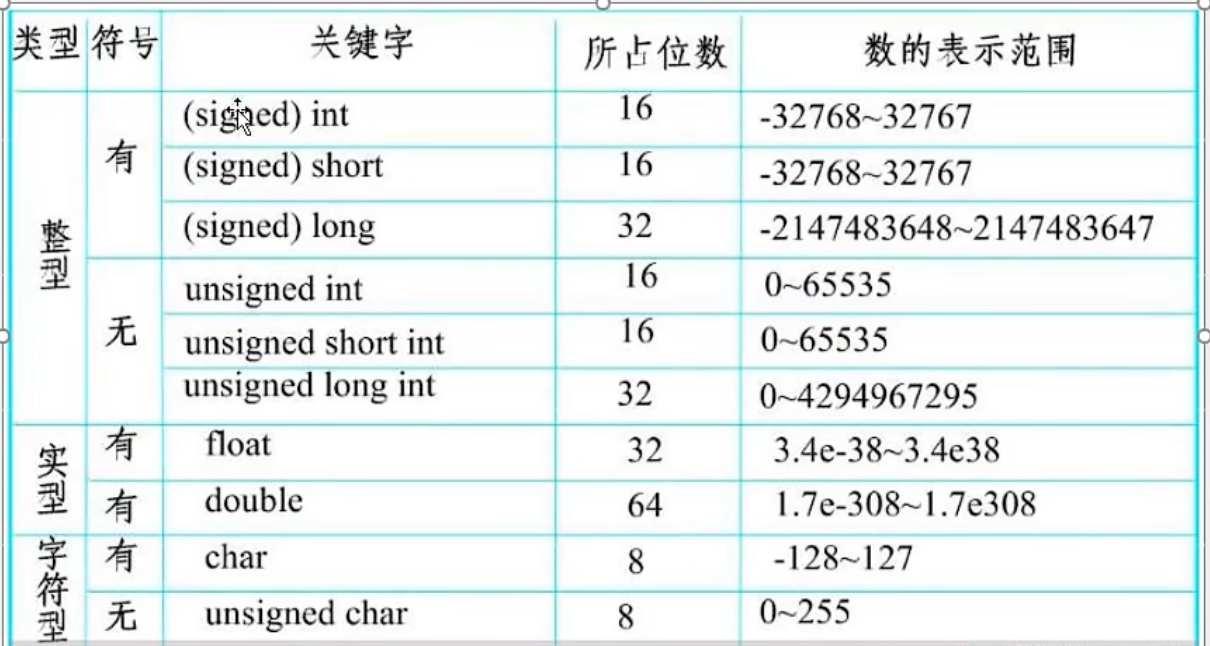 类型 符号 关键字 所占位数 数的表示范围
整型 有 (signed) int 16 -32768~32767
(signed) short 16 -32768~32767
(signed) long 32 -2147483648~2147483647
无 unsigned int 16 0~65535
unsigned short int 16 0~65535
unsigned long int 32 0~4294967295
实型 有 float 32 3.4e-38~3.4e38
有 double 64 1.7e-308~1.7e308
字符型 有 char 8 -128~127
无 unsigned char 8 0~255